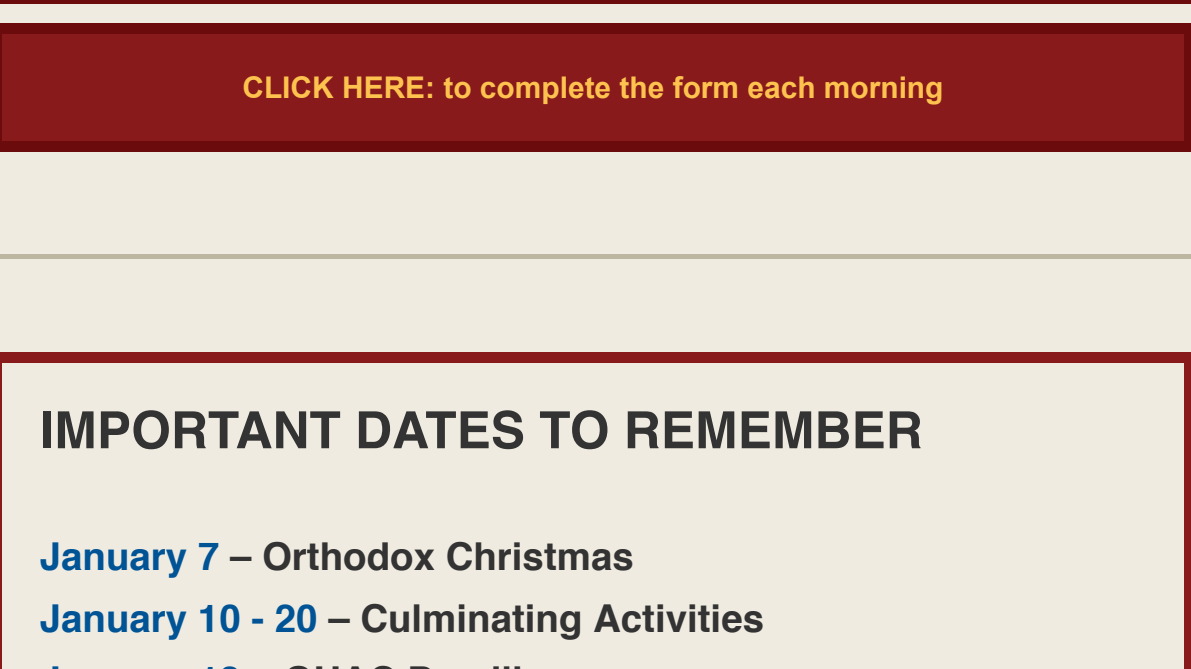 CLICK HERE: to complete the form each morning
IMPORTANT DATES TO REMEMBER
January 7 – Orthodox Christmas
January 10 - 20 – Culminating Activities